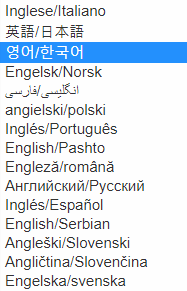 Inglese/Italiano
英語/日本語
영어/한국어
Engelsk/Norsk
انگلیسی/فارسی
angielski/polski
Inglés/Português
English/Pashto
Engleză/română
Английский/Русский
Inglés/Español
English/Serbian
Angleški/Slovenski
Angličtina/Slovenčina
Engelska/svenska